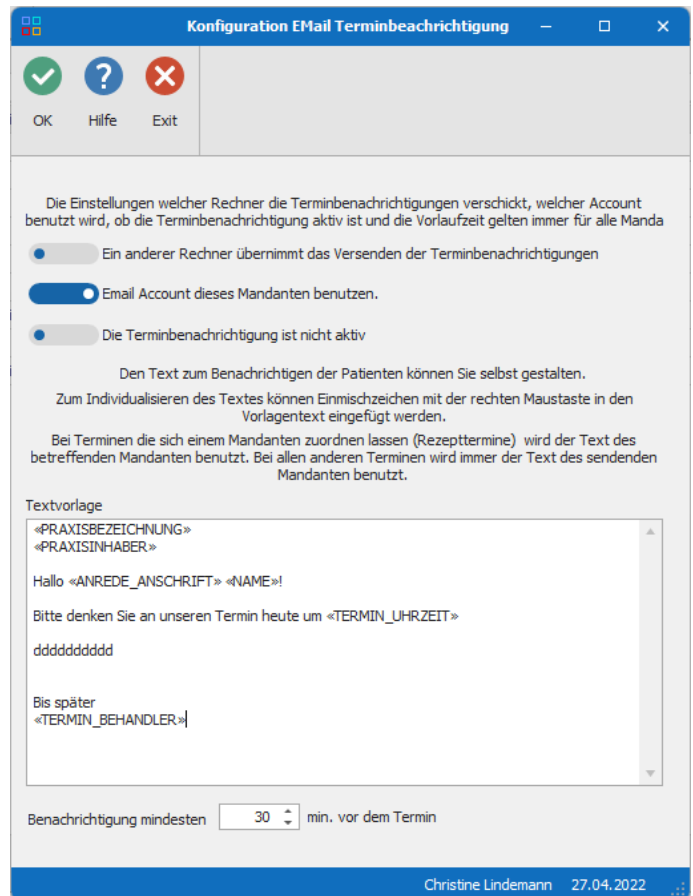 Konfiguration EMail Terminbeachrichtigung
OK Hilfe Exit
Die Einstellungen welcher Rechner die Terminbenachrichtigungen verschickt, welcher Account
benutzt wird, ob die Terminbenachrichtigung aktiv ist und die Vorlaufzeit gelten immer für alle Manda
Ein anderer Rechner übernimmt das Versenden der Terminbenachrichtigungen
Email Account dieses Mandanten benutzen.
Die Terminbenachrichtigung ist nicht aktiv
Den Text zum Benachrichtigen der Patienten können Sie selbst gestalten.
Zum Individualisieren des Textes können Einmischzeichen mit der rechten Maustaste in den
Vorlagentext eingefügt werden.
Bei Terminen die sich einem Mandanten zuordnen lassen (Rezepttermine) wird der Text des
betreffenden Mandanten benutzt. Bei allen anderen Terminen wird immer der Text des sendenden
Mandanten benutzt.
Textvorlage
«PRAXISBEZEICHNUNG»
«PRAXISINHABER»
Hallo «ANREDE_ANSCHRIFT» «NAME»!
Bitte denken Sie an unseren Termin heute um «TERMIN_UHRZEIT»
dddddddddd
Bis später
«TERMIN_BEHANDLER»
Benachrichtigung mindesten 30 min. vor dem Termin
Christine Lindemann 27.04.2022